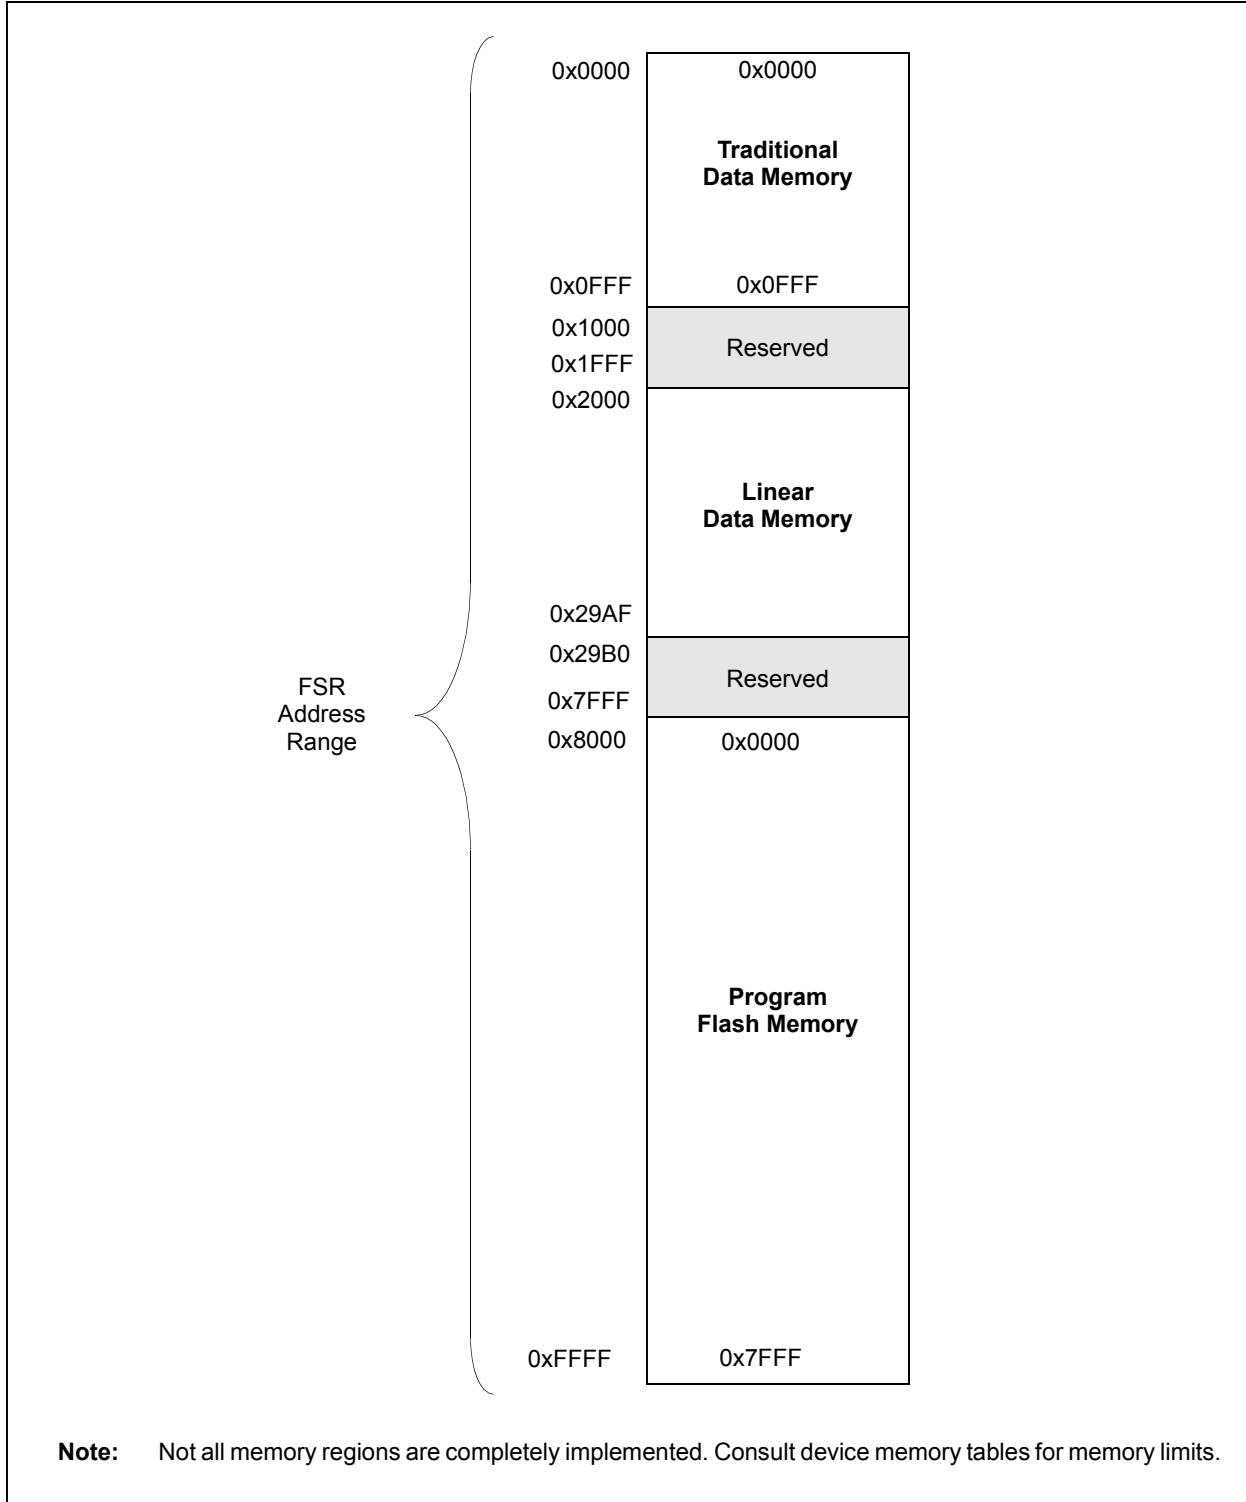 0x0000 0x0000
Traditional
Data Memory
0x0FFF 0x0FFF
0x1000
Reserved
0x1FFF
0x2000
Linear
Data Memory
0x29AF
0x29B0
Reserved
0x7FFF
FSR
Address
Range
0x8000 0x0000
Program
Flash Memory
0xFFFF 0x7FFF
Note: Not all memory regions are completely implemented. Consult device memory tables for memory limits.